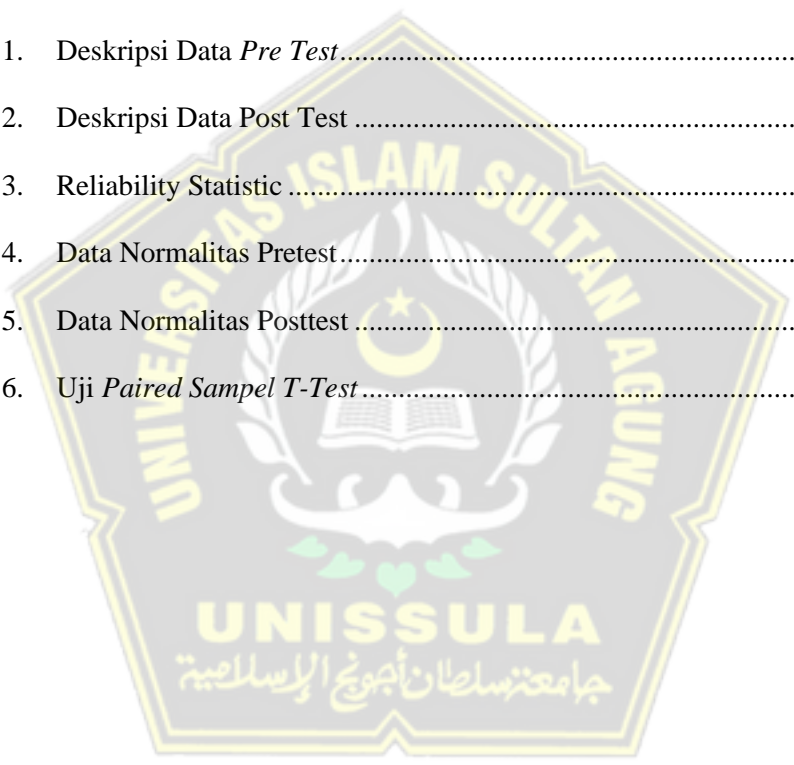 1. Deskripsi Data Pre Test..............................................................
2. Deskripsi Data Post Test ............................................................
3. Reliability Statistic ......................................................................
4. Data Normalitas Pretest..............................................................
5. Data Normalitas Posttest ............................................................
6. Uji Paired Sampel T-Test...........................................................
UNIVERSITAS ISLAM SULTAN AGUNG
UNISSULA
جامعة سلطان أجونج الإسلامية